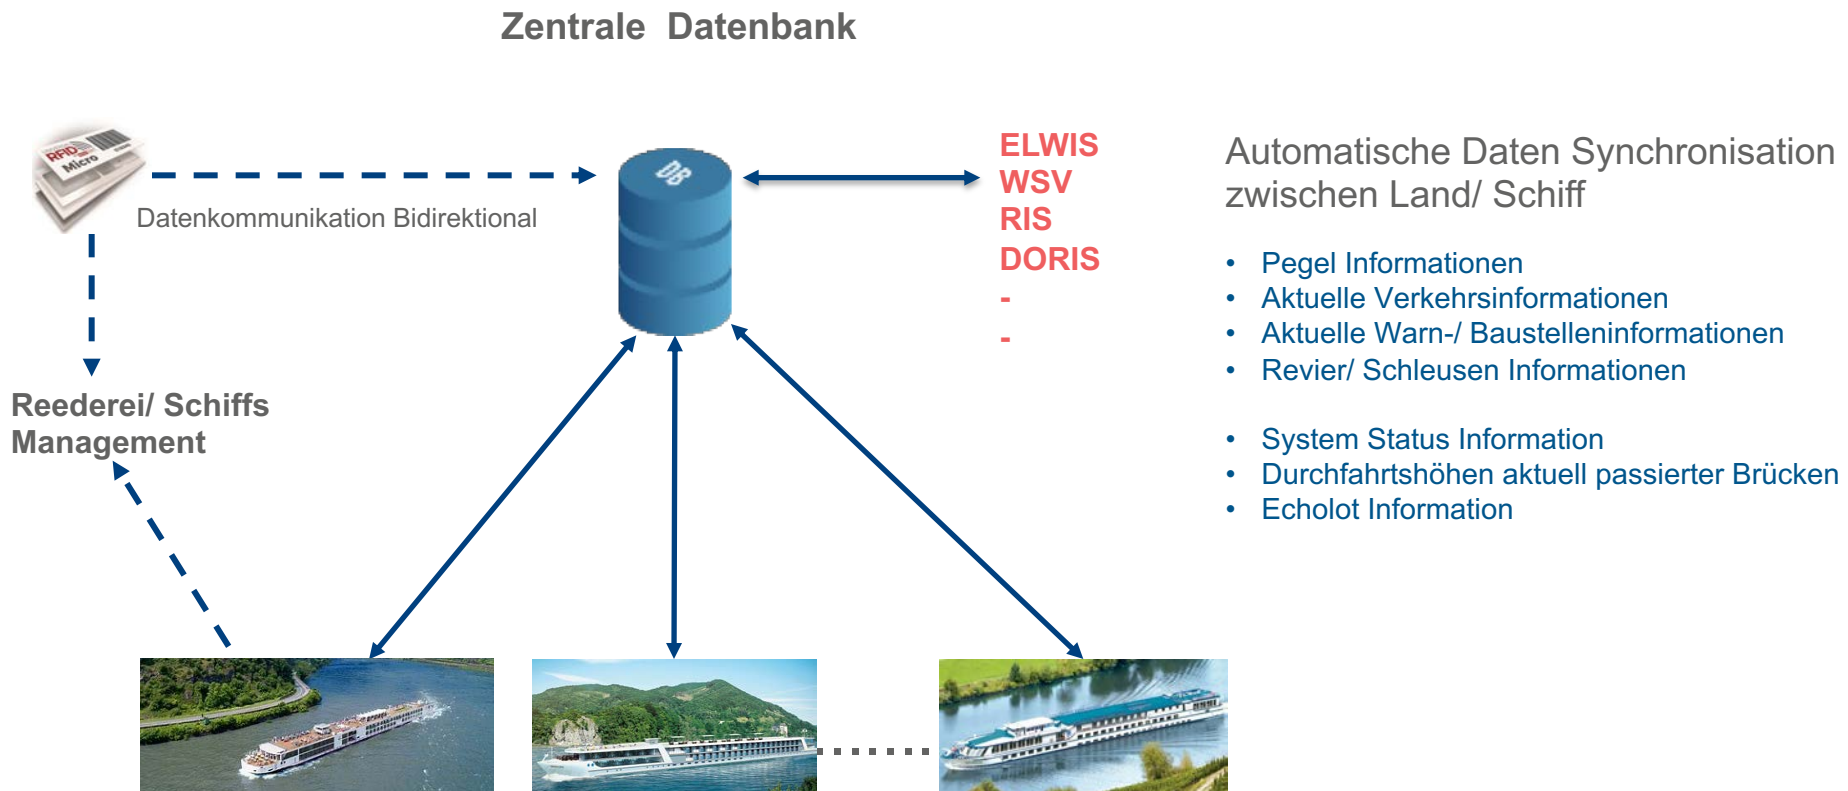 Zentrale Datenbank
RFID
Micro
DB
Datenkommunikation Bidirektional
ELWIS
WSV
RIS
DORIS
-
-
Automatische Daten Synchronisation
zwischen Land/ Schiff
• Pegel Informationen
• Aktuelle Verkehrsinformationen
• Aktuelle Warn-/ Baustelleninformationen
• Revier/ Schleusen Informationen
• System Status Information
• Durchfahrtshöhen aktuell passierter Brücken
• Echolot Information
Reederei/ Schiffs
Management